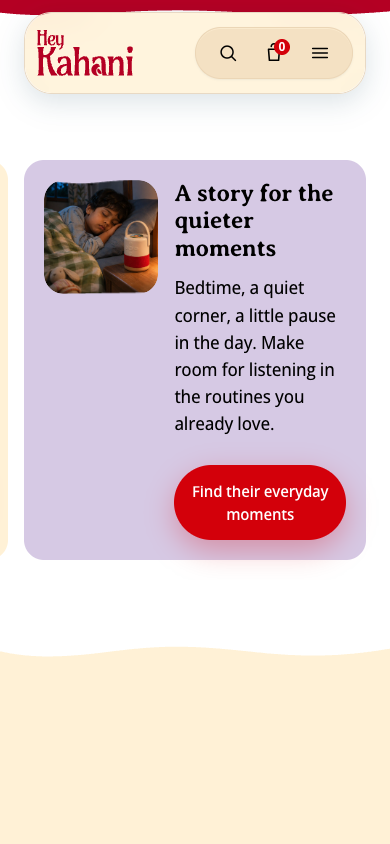 Hey
Kahani
0
A story for the
quieter
moments
Bedtime, a quiet
corner, a little pause
in the day. Make
room for listening in
the routines you
already love.
Find their everyday
moments